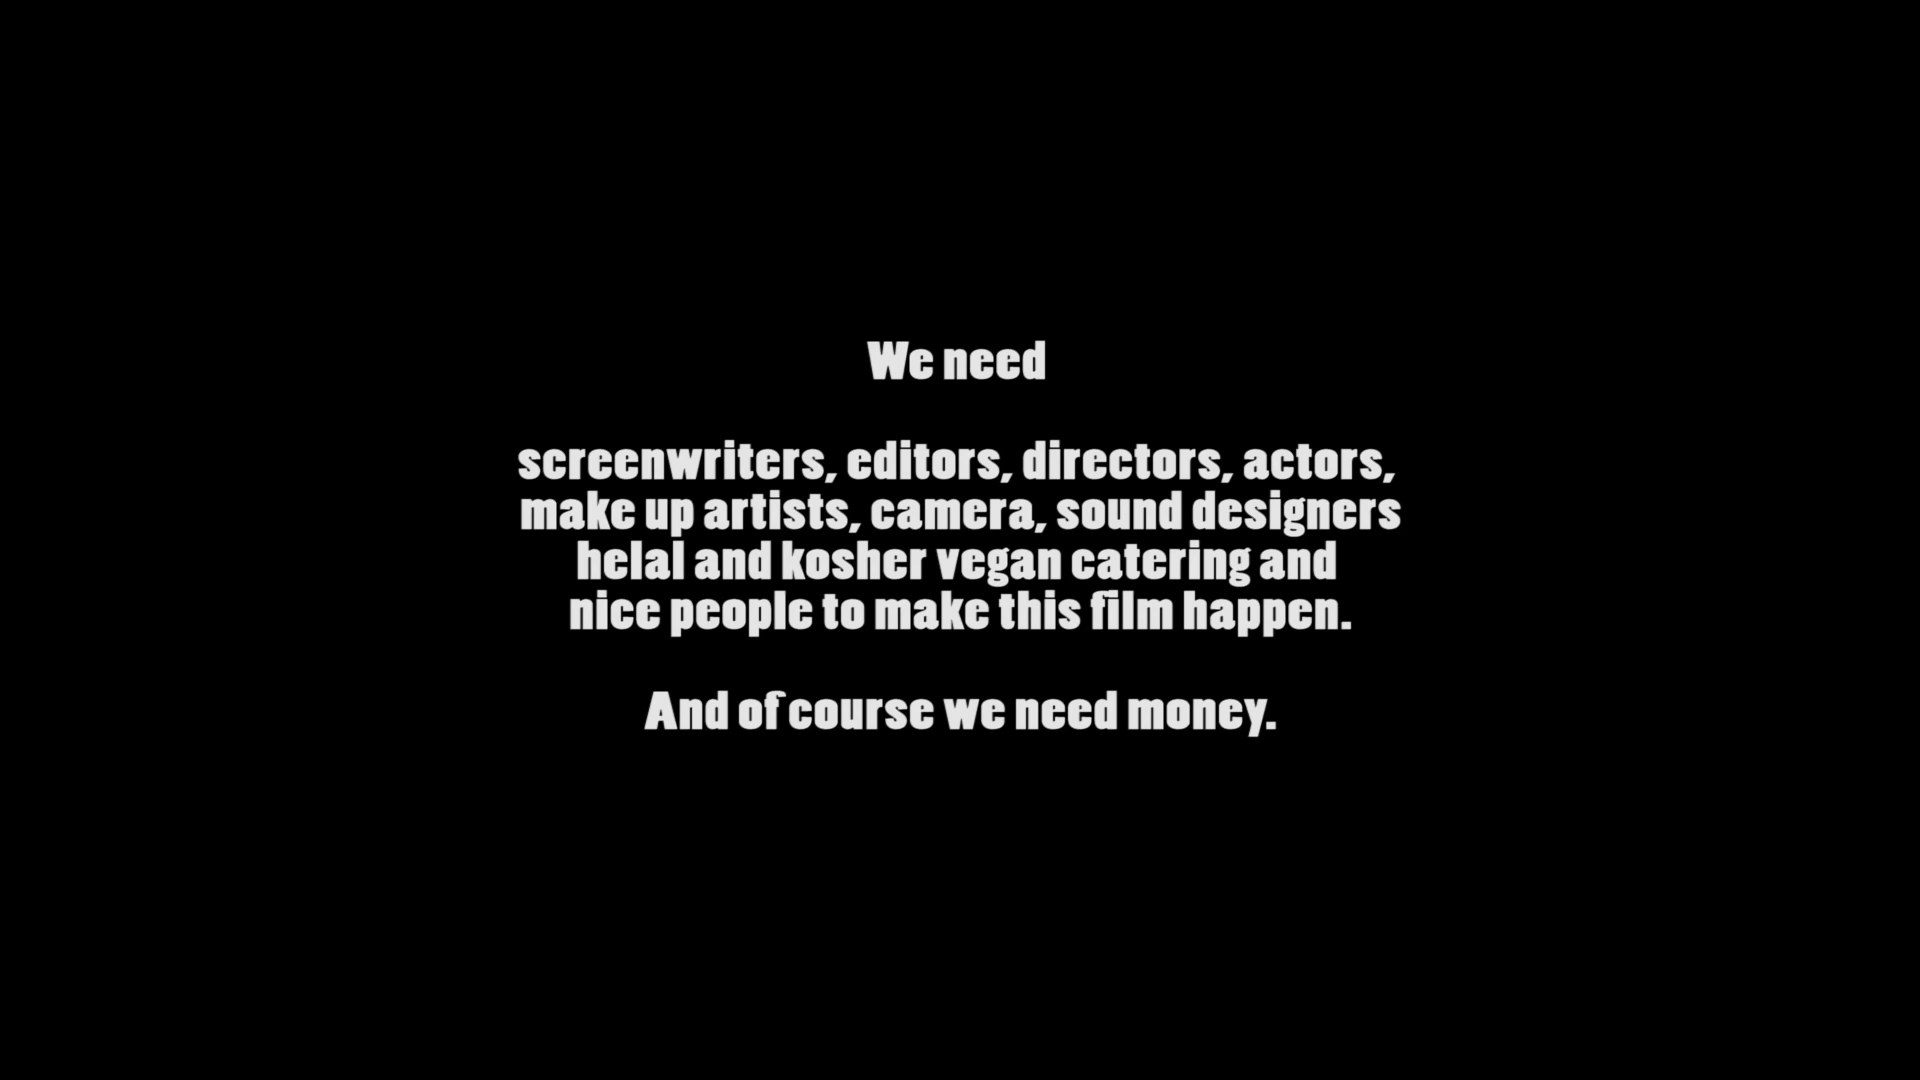 We need
screenwriters, editors, directors, actors,
make up artists, camera, sound designers
helal and kosher vegan catering and
nice people to make this film happen.
And of course we need money.